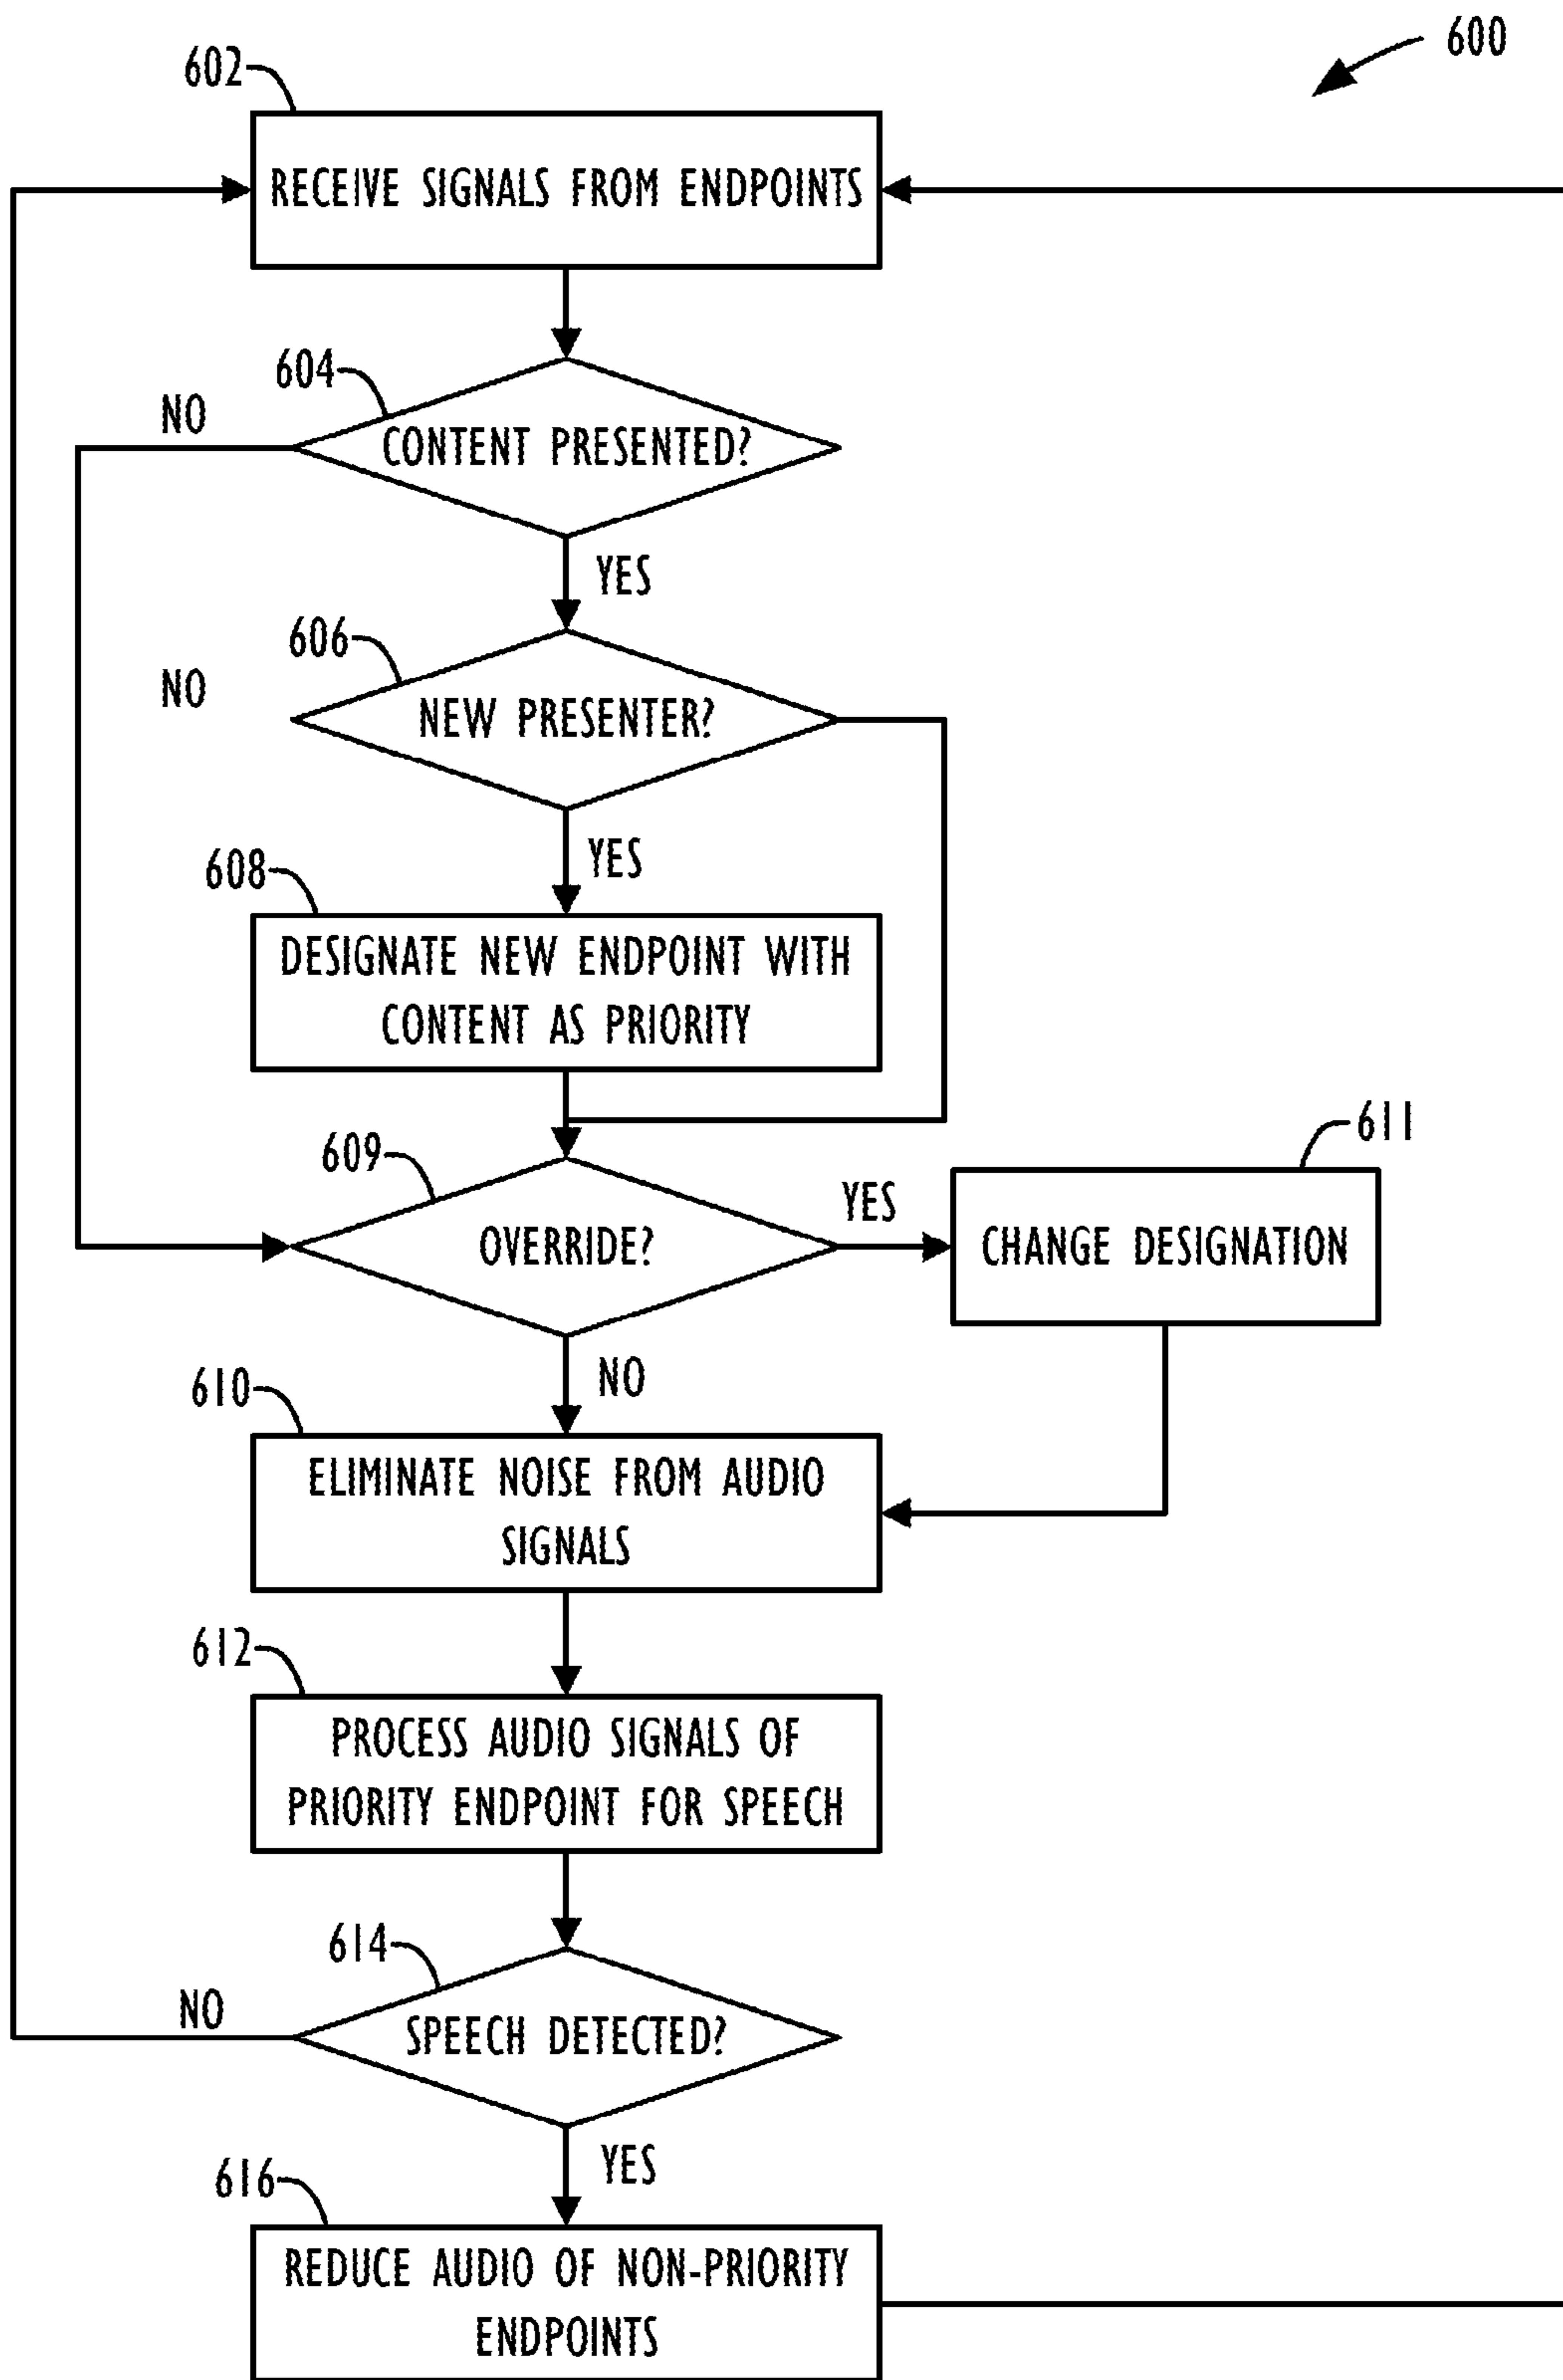 600
602
RECEIVE SIGNALS FROM ENDPOINTS
604
NO
CONTENT PRESENTED?
YES
606
NO
NEW PRESENTER?
YES
608
DESIGNATE NEW ENDPOINT WITH
CONTENT AS PRIORITY
609
611
YES
OVERRIDE?
CHANGE DESIGNATION
NO
610
ELIMINATE NOISE FROM AUDIO
SIGNALS
612
PROCESS AUDIO SIGNALS OF
PRIORITY ENDPOINT FOR SPEECH
614
NO
SPEECH DETECTED?
YES
616
REDUCE AUDIO OF NON-PRIORITY
ENDPOINTS